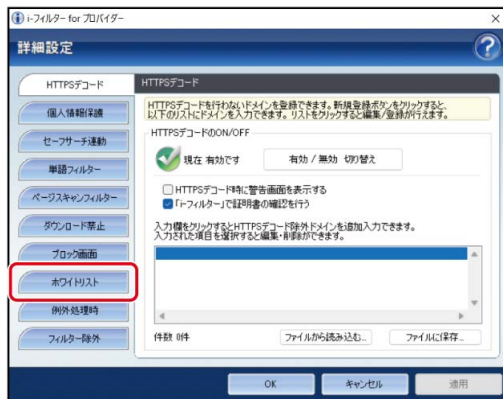 i-フィルター for プロバイダー
詳細設定
HTTPSデコード
個人情報保護
セーフサーチ連動
単語フィルター
ページスキャンフィルター
ダウンロード禁止
ブロック画面
ホワイトリスト
例外処理時
フィルター除外
HTTPSデコード
HTTPSデコードを行わないドメインを登録できます。新規登録ボタンをクリックすると、
以下のリストにドメインを入力できます。リストをクリックすると編集/登録が行えます。
HTTPSデコードのON/OFF
現在 有効です
有効 / 無効 切り替え
HTTPSデコード時に警告画面を表示する
「i-フィルター」で証明書の確認を行う
入力欄をクリックするとHTTPSデコード除外ドメインを追加入力できます。
入力された項目を選択すると編集・削除ができます。
件数 0件
ファイルから読み込む...
ファイルに保存...
OK
キャンセル
適用